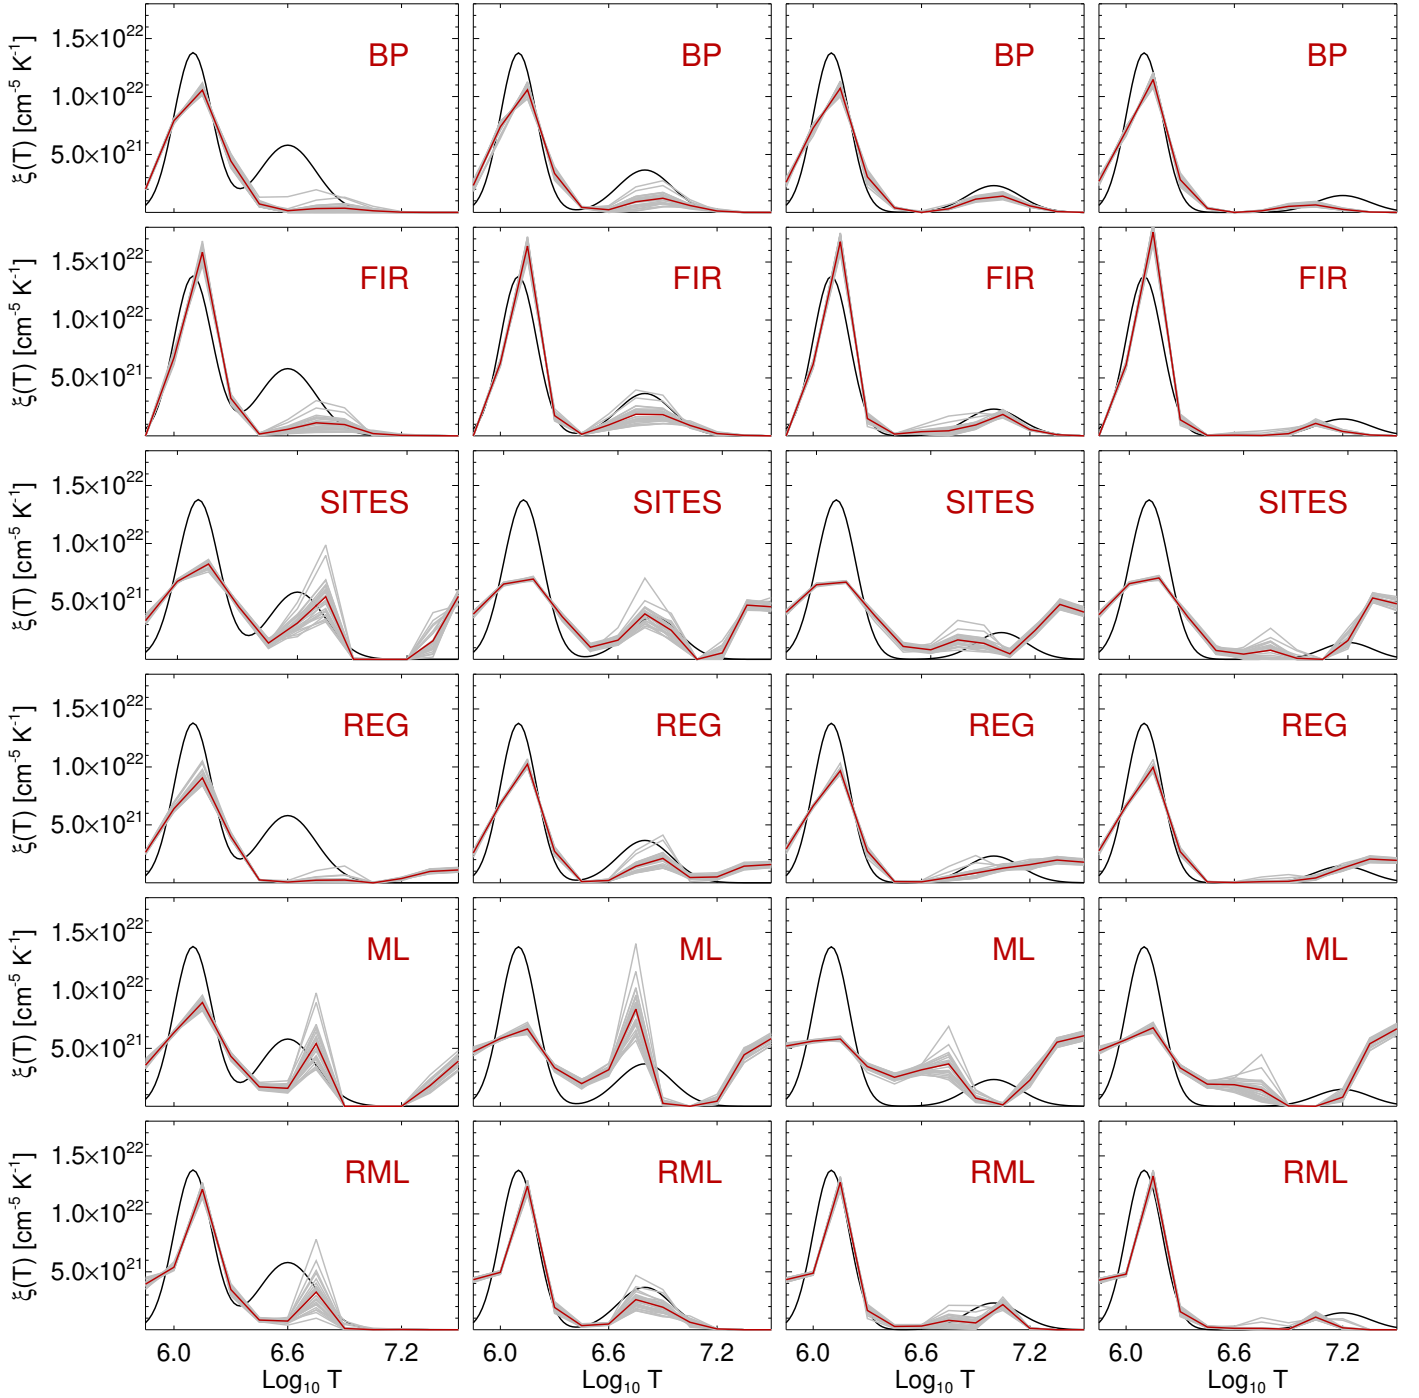 ξ(T) [cm⁻⁵ K⁻¹]
1.5×10²²
1.0×10²²
5.0×10²¹
BP
BP
BP
BP
ξ(T) [cm⁻⁵ K⁻¹]
1.5×10²²
1.0×10²²
5.0×10²¹
FIR
FIR
FIR
FIR
ξ(T) [cm⁻⁵ K⁻¹]
1.5×10²²
1.0×10²²
5.0×10²¹
SITES
SITES
SITES
SITES
ξ(T) [cm⁻⁵ K⁻¹]
1.5×10²²
1.0×10²²
5.0×10²¹
REG
REG
REG
REG
ξ(T) [cm⁻⁵ K⁻¹]
1.5×10²²
1.0×10²²
5.0×10²¹
ML
ML
ML
ML
ξ(T) [cm⁻⁵ K⁻¹]
1.5×10²²
1.0×10²²
5.0×10²¹
RML
RML
RML
RML
6.0 6.6 7.2 6.0 6.6 7.2 6.0 6.6 7.2 6.0 6.6 7.2
Log₁₀ T Log₁₀ T Log₁₀ T Log₁₀ T